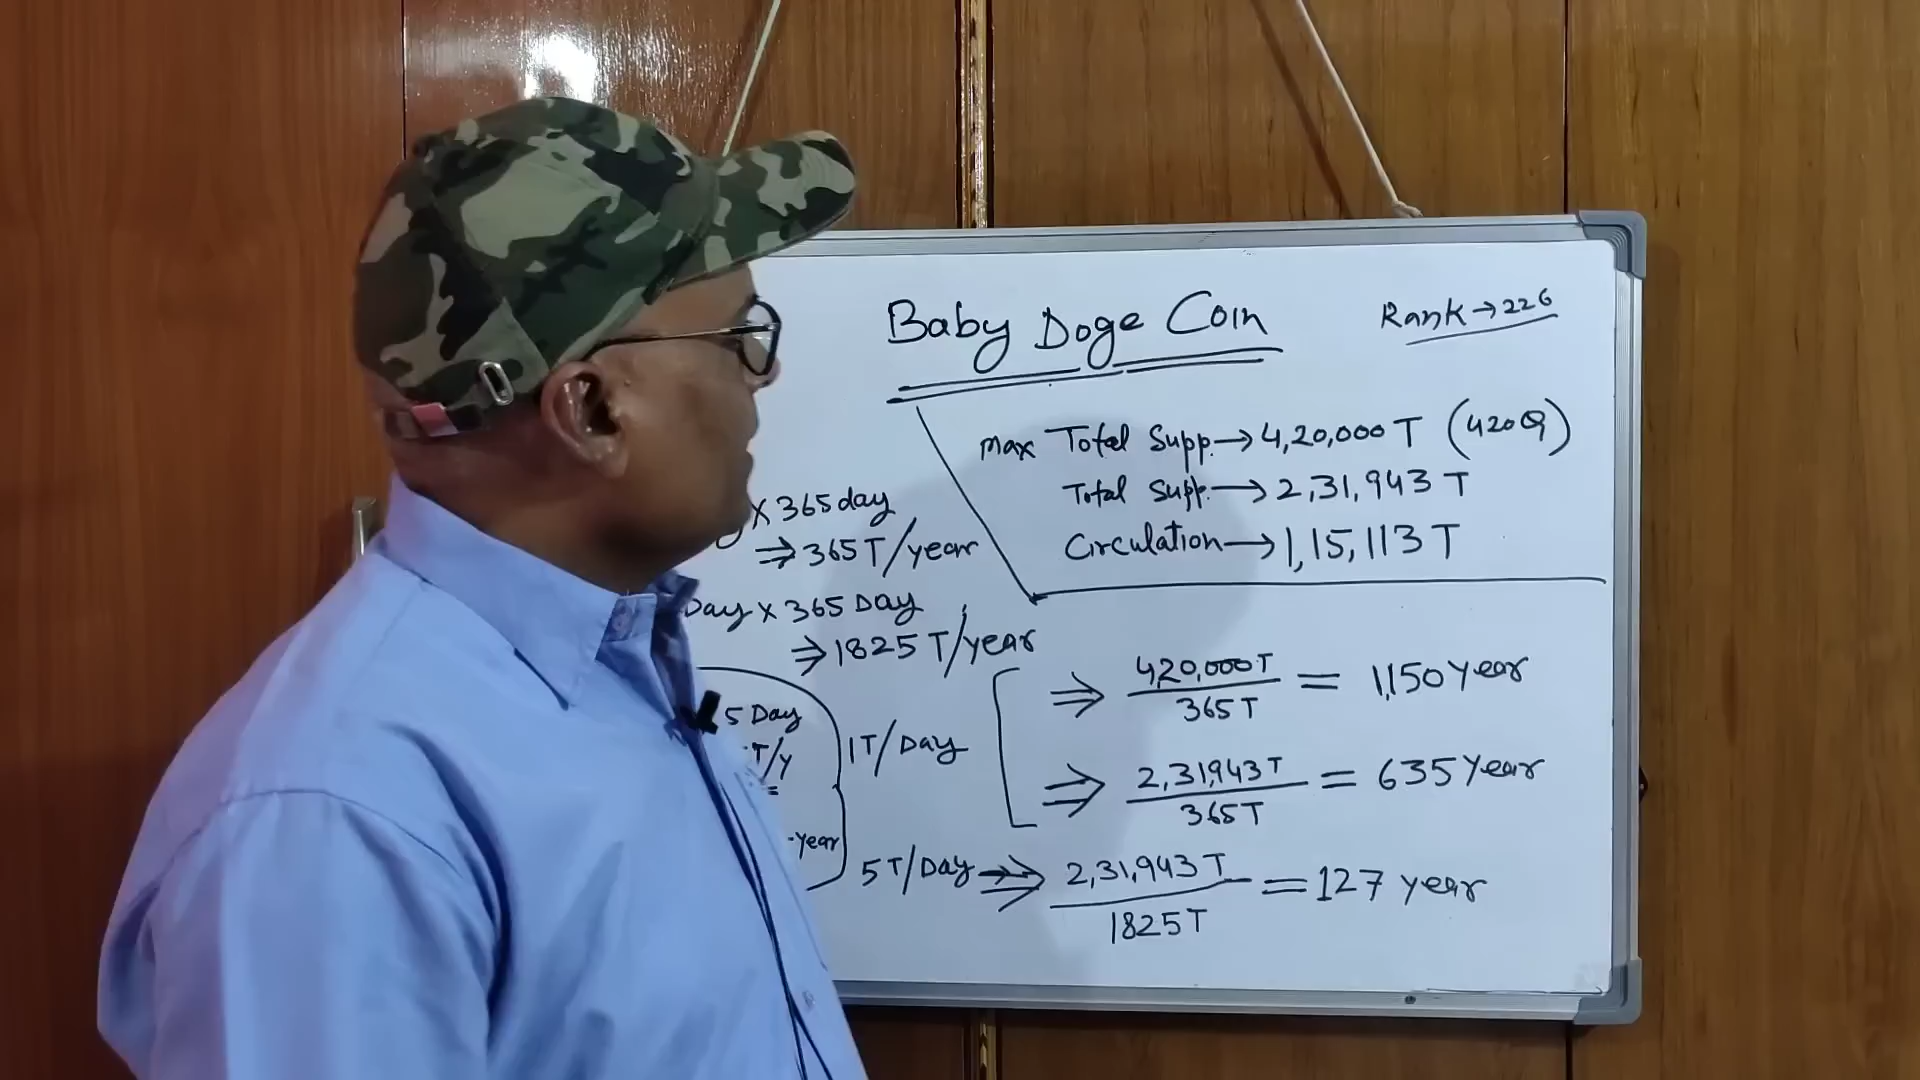 Baby Doge Coin
Rank → 226
Max Total Supp. → 4,20,000 T (420Q)
Total Supp. → 2,31,943 T
Circulation → 1,15,113 T
x 365 day
⇒ 365 T/year
Day x 365 Day
⇒ 1825 T/year
5 Day
T/Y
=
-Year
1T/Day
⇒ 420,000T / 365 T = 1,150 Year
⇒ 2,31,943 T / 365 T = 635 Year
5 T/Day ⇒ 2,31,943 T / 1825 T = 127 year